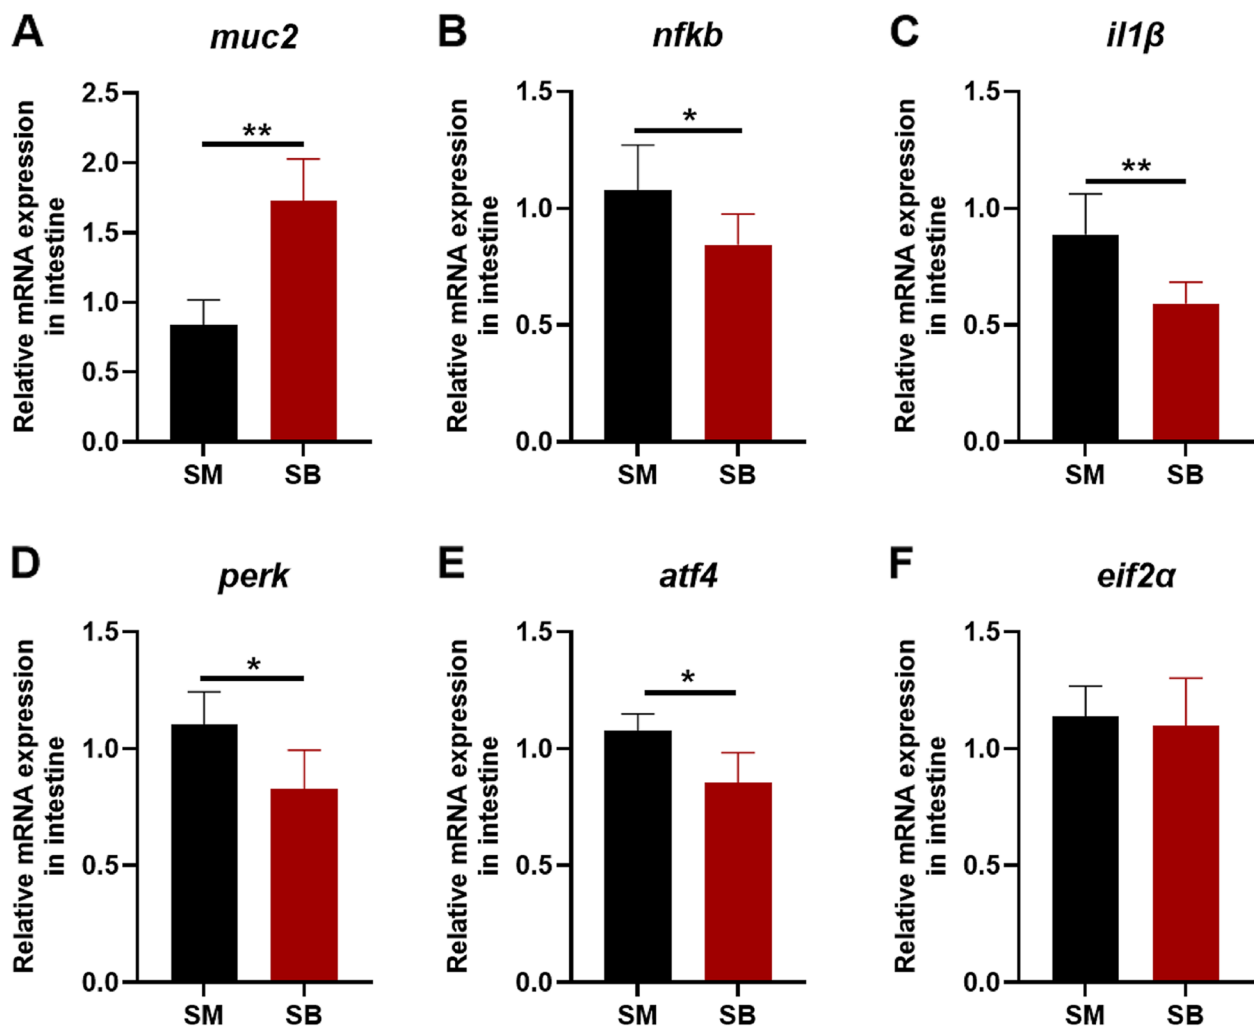 A
muc2
Relative mRNA expression
in intestine
2.5
2.0
1.5
1.0
0.5
0.0
**
SM SB
B
nfkb
Relative mRNA expression
in intestine
1.5
1.0
0.5
0.0
*
SM SB
C
il1β
Relative mRNA expression
in intestine
1.5
1.0
0.5
0.0
**
SM SB
D
perk
Relative mRNA expression
in intestine
1.5
1.0
0.5
0.0
*
SM SB
E
atf4
Relative mRNA expression
in intestine
1.5
1.0
0.5
0.0
*
SM SB
F
eif2α
Relative mRNA expression
in intestine
1.5
1.0
0.5
0.0
SM SB